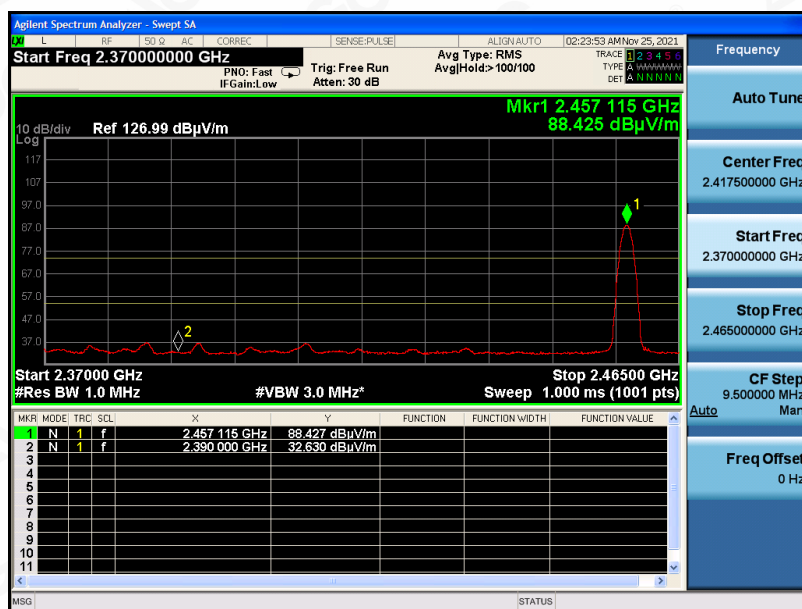 Agilent Spectrum Analyzer - Swept SA
LXI L RF 50 Ω AC CORREC SENSE:PULSE ALIGN AUTO 02:23:53 AM Nov 25, 2021
Start Freq 2.370000000 GHz
PNO: Fast
IFGain:Low
Trig: Free Run
Atten: 30 dB
Avg Type: RMS
Avg|Hold:>100/100
TRACE 1 2 3 4 5 6
TYPE A WWWWW
DET A N N N N N
Mkr1 2.457 115 GHz
88.425 dBµV/m
10 dB/div Ref 126.99 dBµV/m
Log
117
107
97.0
87.0
77.0
67.0
57.0
47.0
37.0
1
2
Start 2.37000 GHz Stop 2.46500 GHz
#Res BW 1.0 MHz #VBW 3.0 MHz* Sweep 1.000 ms (1001 pts)
MKR MODE TRC SCL X Y FUNCTION FUNCTION WIDTH FUNCTION VALUE
1 N 1 f 2.457 115 GHz 88.427 dBµV/m
2 N 1 f 2.390 000 GHz 32.630 dBµV/m
3
4
5
6
7
8
9
10
11
MSG STATUS
Frequency
Auto Tune
Center Freq
2.417500000 GHz
Start Freq
2.370000000 GHz
Stop Freq
2.465000000 GHz
CF Step
9.500000 MHz
Auto Man
Freq Offset
0 Hz